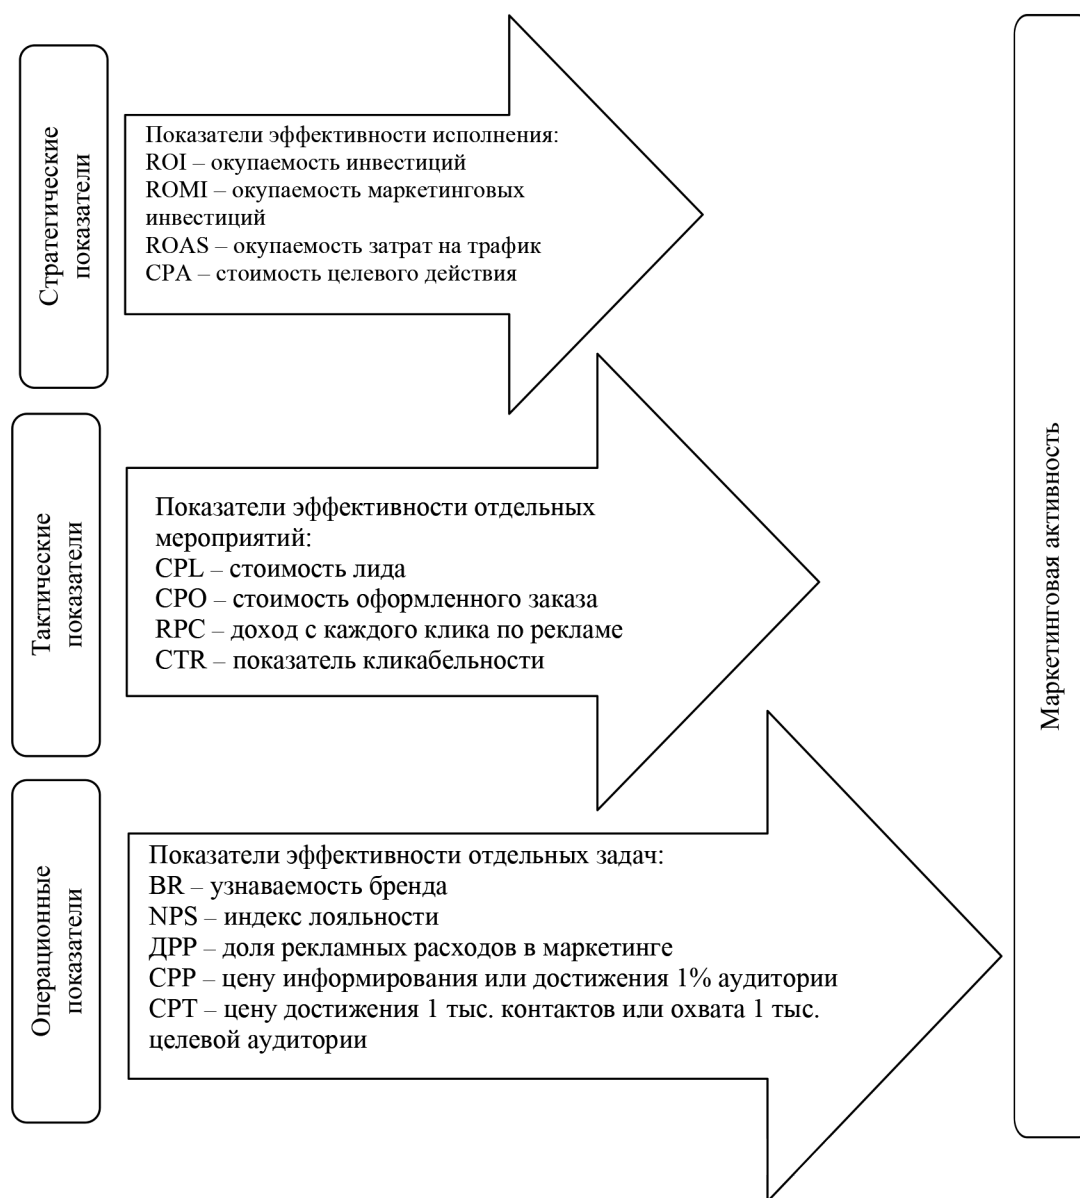 Стратегические
показатели
Показатели эффективности исполнения:
ROI – окупаемость инвестиций
ROMI – окупаемость маркетинговых
инвестиций
ROAS – окупаемость затрат на трафик
CPA – стоимость целевого действия
Тактические
показатели
Показатели эффективности отдельных
мероприятий:
CPL – стоимость лида
CPO – стоимость оформленного заказа
RPC – доход с каждого клика по рекламе
CTR – показатель кликабельности
Операционные
показатели
Показатели эффективности отдельных задач:
BR – узнаваемость бренда
NPS – индекс лояльности
ДРР – доля рекламных расходов в маркетинге
CPP – цену информирования или достижения 1% аудитории
CPT – цену достижения 1 тыс. контактов или охвата 1 тыс.
целевой аудитории
Маркетинговая активность